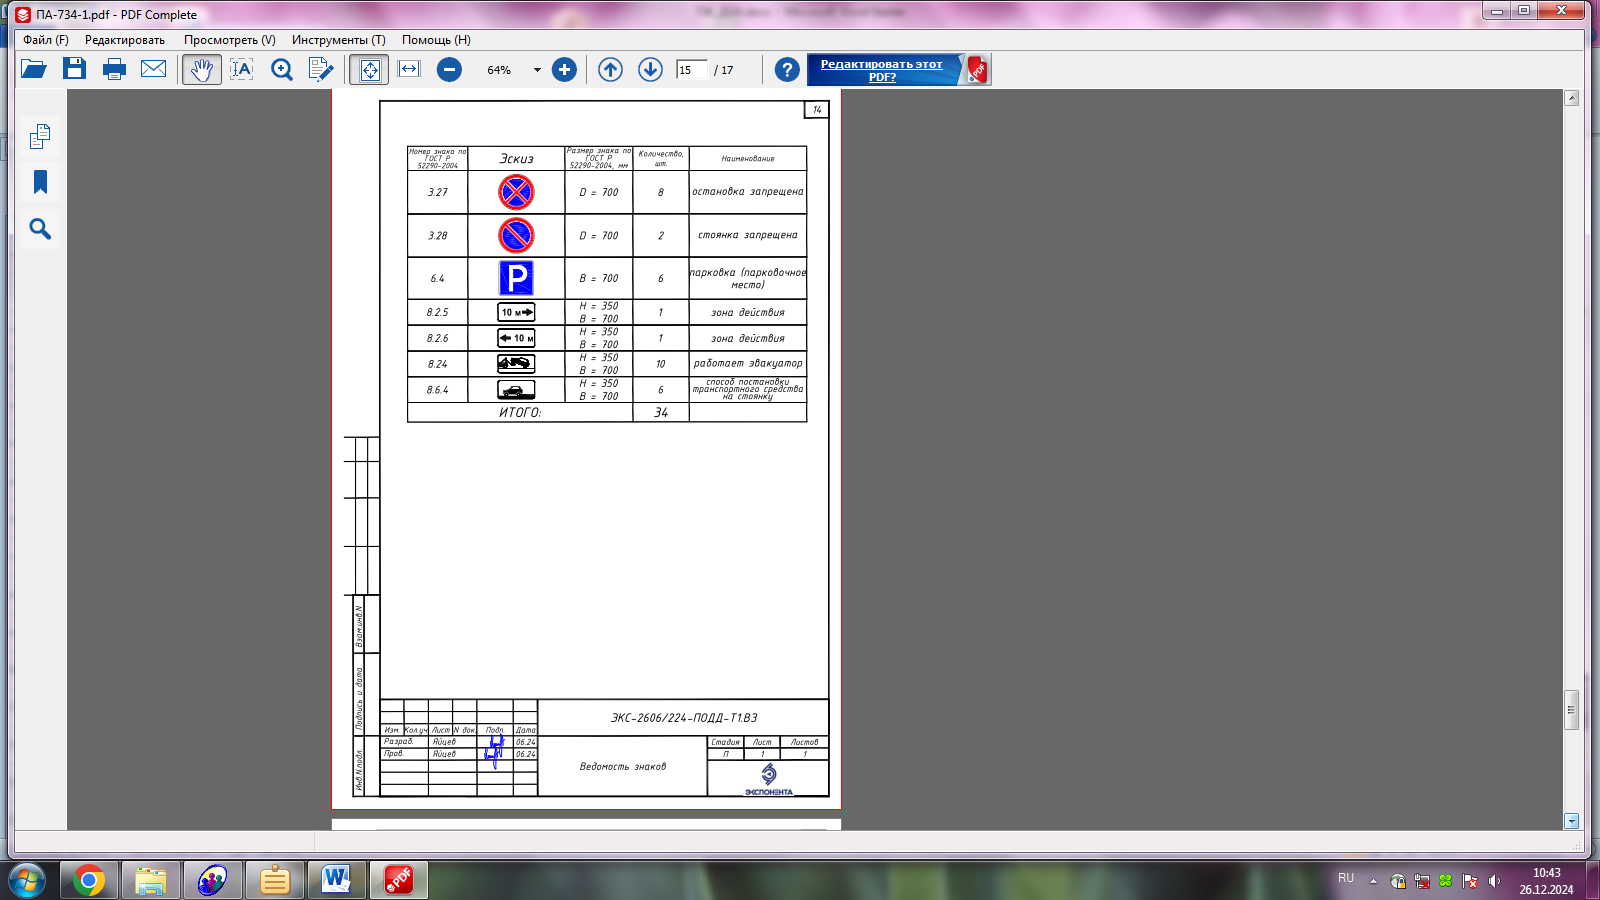 ПА-734-1.pdf - PDF Complete
Файл (F) Редактировать Просмотреть (V) Инструменты (T) Помощь (H)
64% 15 / 17 Редактировать этот
PDF?
14
Номер знака по
ГОСТ Р
52290-2004
Эскиз
Размер знака по
ГОСТ Р
52290-2004, мм
Количество,
шт.
Наименование
3.27 D = 700 8 остановка запрещена
3.28 D = 700 2 стоянка запрещена
6.4 P B = 700 6 парковка (парковочное
место)
8.2.5 10 м H = 350
B = 700 1 зона действия
8.2.6 10 м H = 350
B = 700 1 зона действия
8.24 H = 350
B = 700 10 работает эвакуатор
8.6.4 H = 350
B = 700 6 способ постановки
транспортного средства
на стоянку
ИТОГО: 34
Взам.инв.N
Подпись и дата
Инв.N подл.
ЭКС-2606/224-ПОДД-Т1.ВЗ
Изм. Кол.уч Лист N док. Подп. Дата
Разраб. Яйцев 06.24
Пров. Яйцев 06.24
Ведомость знаков
Стадия Лист Листов
П 1 1
ЭКСПОНЕНТА
PDF
RU
10:43
26.12.2024